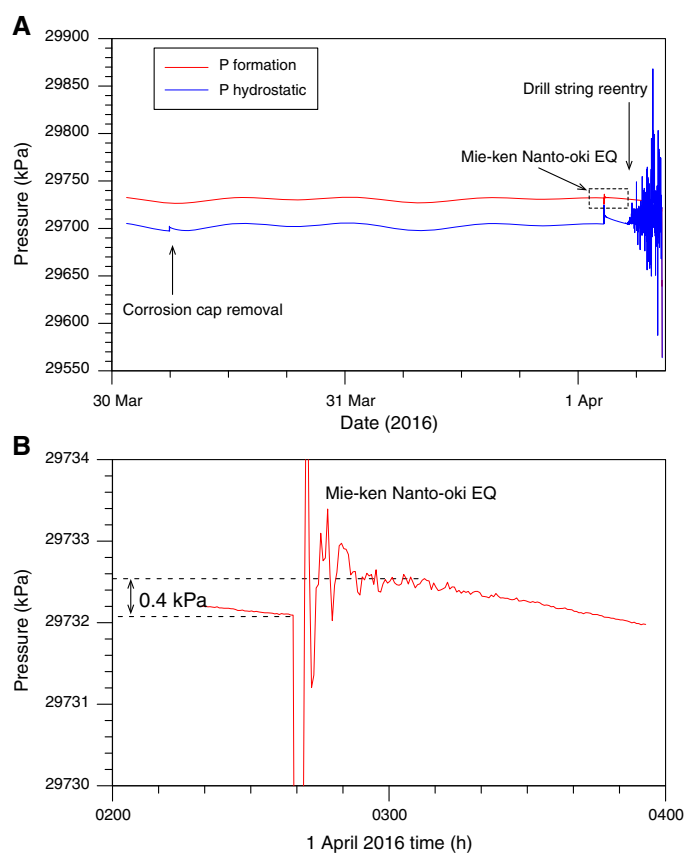 A
29900
29850
29800
29750
29700
29650
29600
29550
Pressure (kPa)
P formation
P hydrostatic
Drill string reentry
Mie-ken Nanto-oki EQ
Corrosion cap removal
30 Mar
31 Mar
1 Apr
Date (2016)
B
29734
29733
29732
29731
29730
Pressure (kPa)
Mie-ken Nanto-oki EQ
0.4 kPa
0200
0300
0400
1 April 2016 time (h)